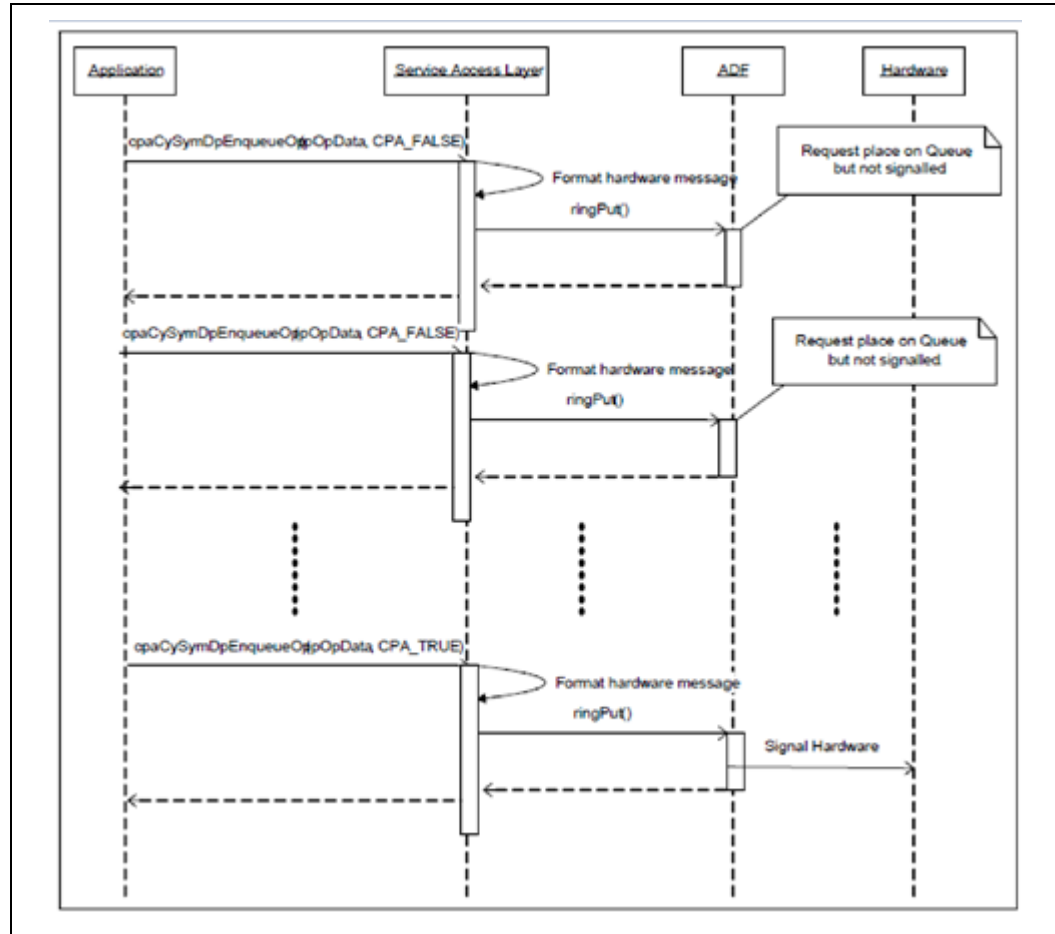 Application
Service Access Layer
ADF
Hardware
cpaCySymDpEnqueueOp(pOpData, CPA_FALSE)
Request place on Queue
but not signalled
Format hardware message
ringPut()
cpaCySymDpEnqueueOp(pOpData, CPA_FALSE)
Request place on Queue
but not signalled
Format hardware message
ringPut()
cpaCySymDpEnqueueOp(pOpData, CPA_TRUE)
Format hardware message
ringPut()
Signal Hardware